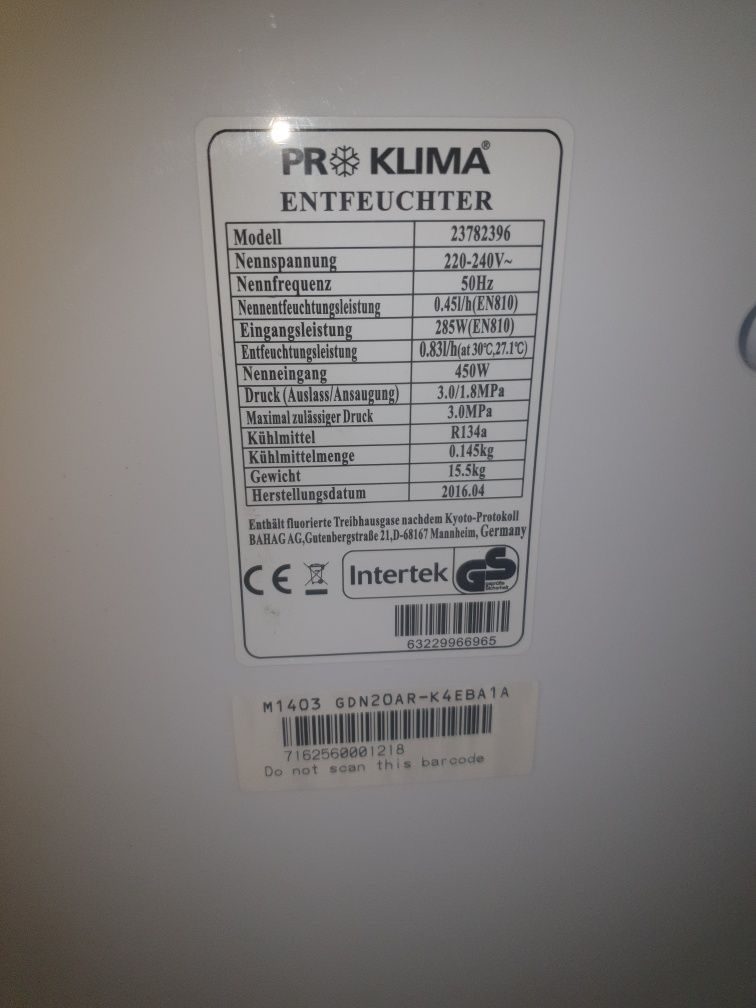 PRO KLIMA®
ENTFEUCHTER
Modell 23782396
Nennspannung 220-240V~
Nennfrequenz 50Hz
Nennentfeuchtungsleistung 0.45l/h(EN810)
Eingangsleistung 285W(EN810)
Entfeuchtungsleistung 0.83l/h(at 30°C,27.1°C)
Nenneingang 450W
Druck (Auslass/Ansaugung) 3.0/1.8MPa
Maximal zulässiger Druck 3.0MPa
Kühlmittel R134a
Kühlmittelmenge 0.145kg
Gewicht 15.5kg
Herstellungsdatum 2016.04
Enthält fluorierte Treibhausgase nachdem Kyoto-Protokoll
BAHAG AG,Gutenbergstraße 21,D-68167 Mannheim, Germany
CE Intertek GS
geprüfte
Sicherheit
63229966965
M1403 GDN20AR-K4EBA1A
7162560001218
Do not scan this barcode